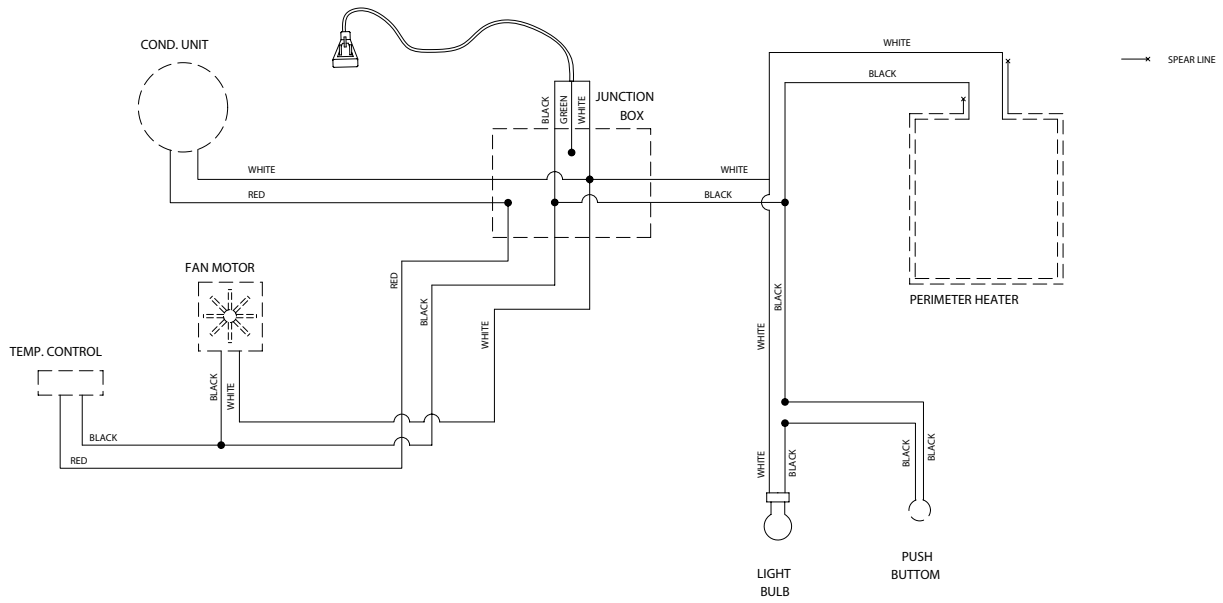 COND. UNIT
WHITE
BLACK
SPEAR LINE
BLACK
GREEN
WHITE
JUNCTION
BOX
WHITE
RED
WHITE
BLACK
FAN MOTOR
RED
BLACK
WHITE
BLACK
WHITE
PERIMETER HEATER
TEMP. CONTROL
BLACK
WHITE
BLACK
RED
WHITE
BLACK
BLACK
BLACK
LIGHT
BULB
PUSH
BUTTOM